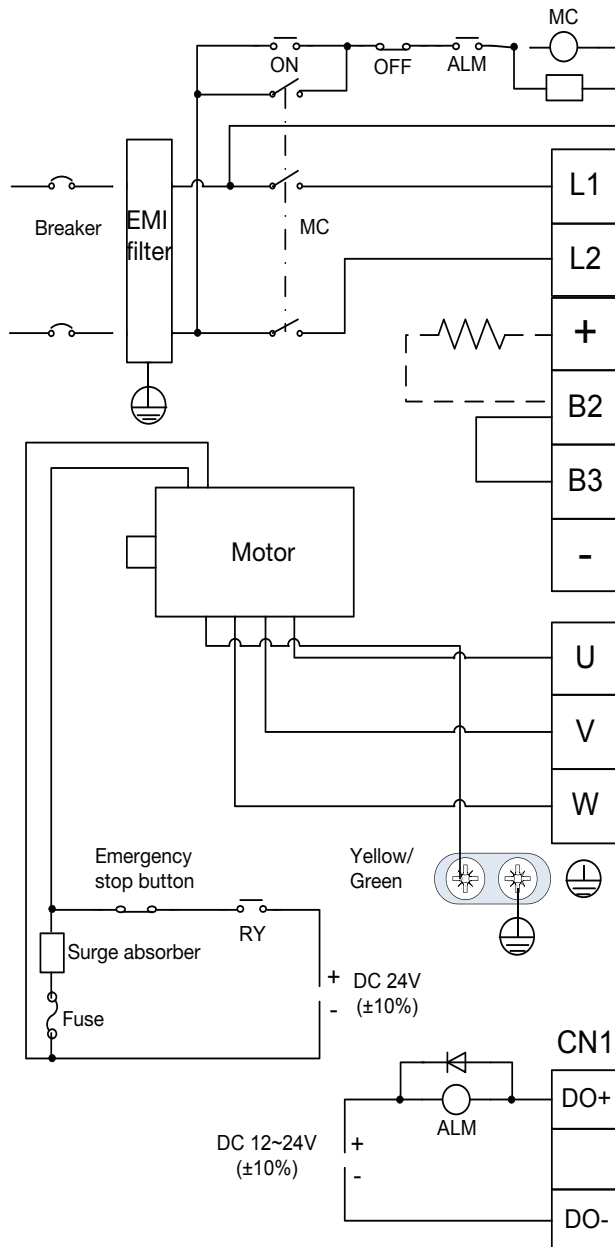 MC
ON
OFF
ALM
L1
Breaker
EMI
filter
MC
L2
+
B2
B3
-
Motor
U
V
W
Emergency
stop button
Yellow/
Green
RY
Surge absorber
+
DC 24V
-
(±10%)
Fuse
CN1
DO+
ALM
DC 12~24V
(±10%)
+
-
DO-